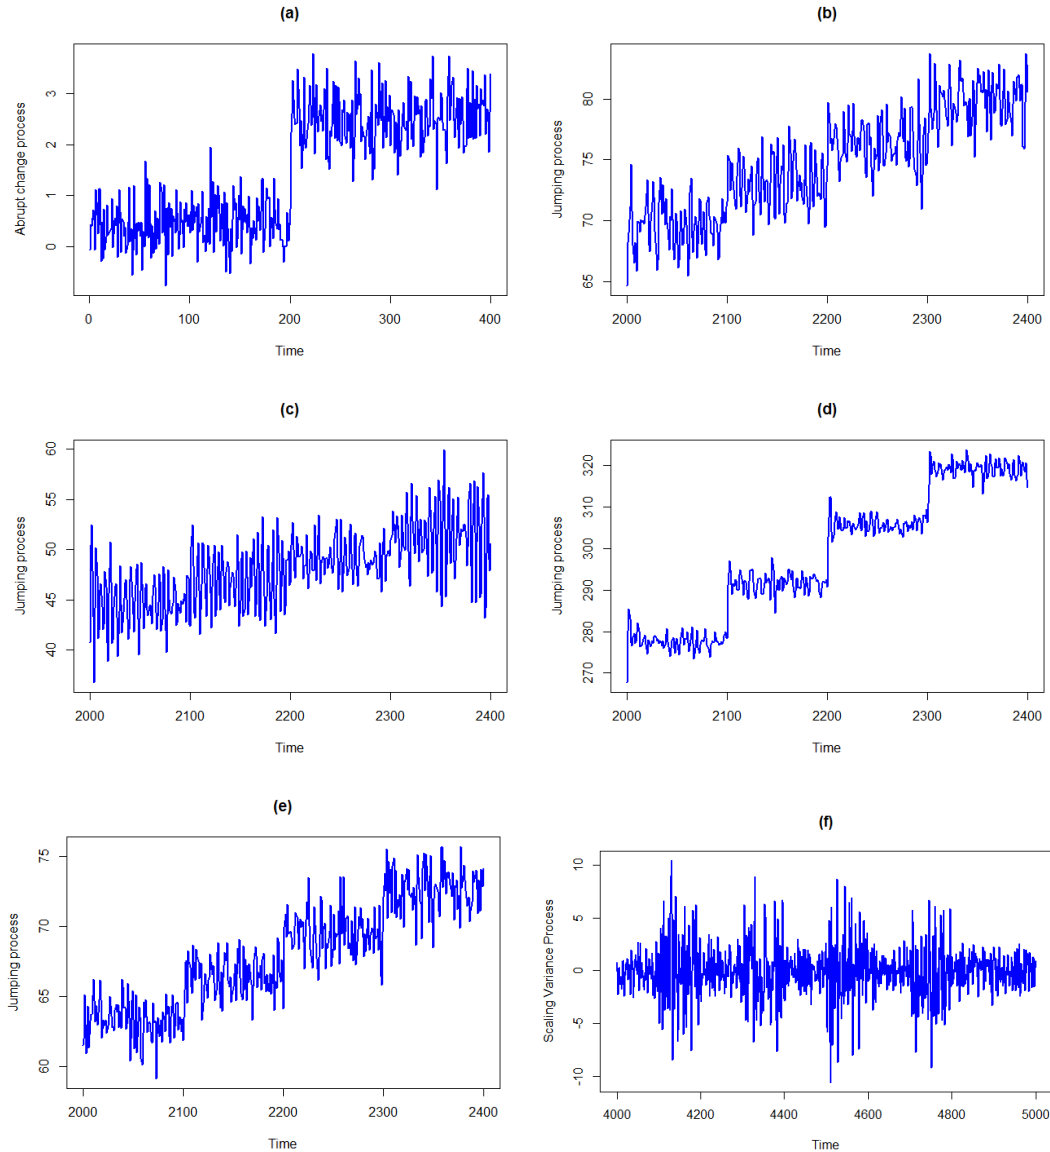 (a)
Abrupt change process
3
2
1
0
0 100 200 300 400
Time
(b)
Jumping process
80
75
70
65
2000 2100 2200 2300 2400
Time
(c)
Jumping process
60
55
50
45
40
2000 2100 2200 2300 2400
Time
(d)
Jumping process
320
310
300
290
280
270
2000 2100 2200 2300 2400
Time
(e)
Jumping process
75
70
65
60
2000 2100 2200 2300 2400
Time
(f)
Scaling Variance Process
10
5
0
-5
-10
4000 4200 4400 4600 4800 5000
Time